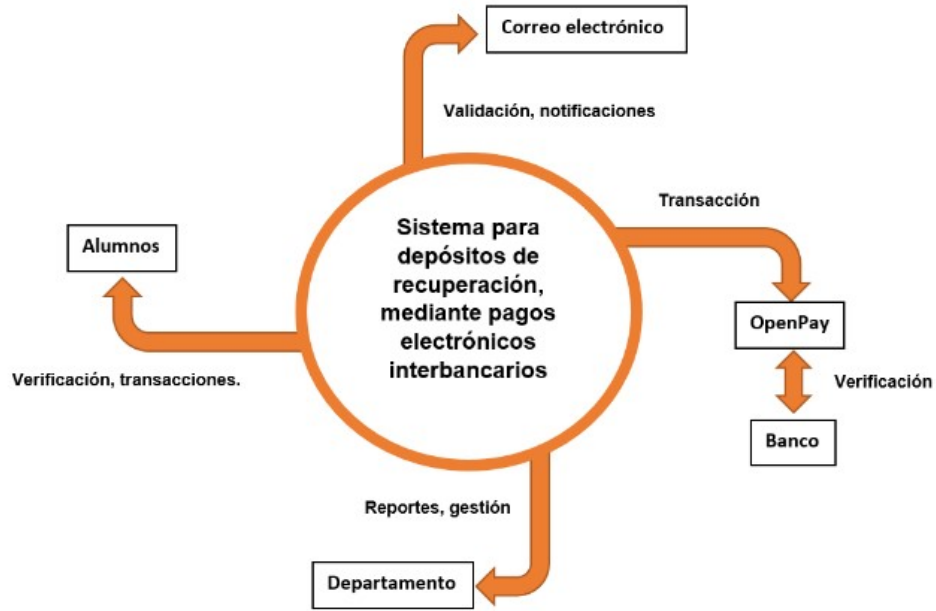 Correo electrónico
Validación, notificaciones
Transacción
Sistema para
depósitos de
recuperación,
mediante pagos
electrónicos
interbancarios
Alumnos
OpenPay
Verificación, transacciones.
Verificación
Banco
Reportes, gestión
Departamento